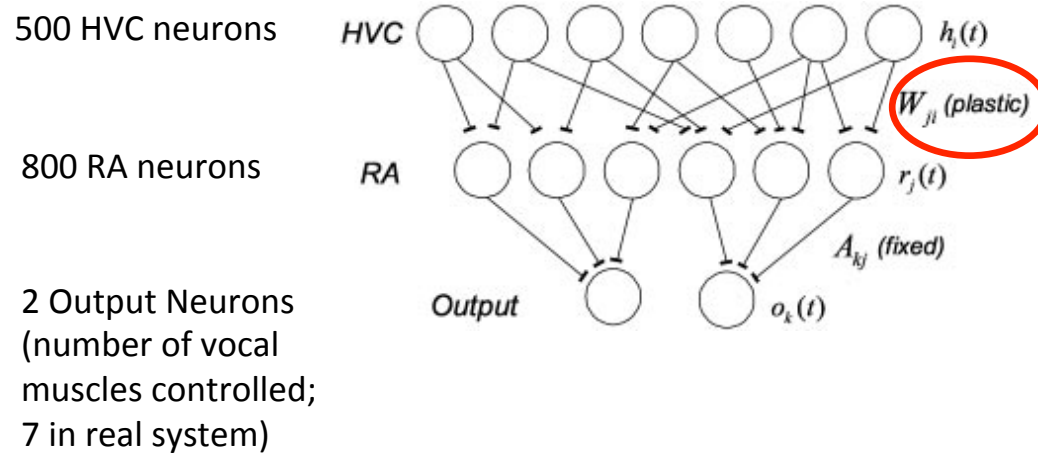 500 HVC neurons
HVC
h_i(t)
W_ji (plastic)
800 RA neurons
RA
r_j(t)
A_kj (fixed)
2 Output Neurons
(number of vocal
muscles controlled;
7 in real system)
Output
o_k(t)